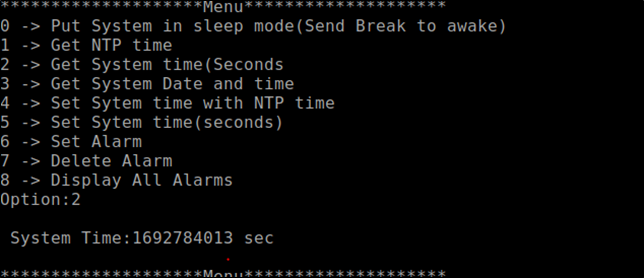 ********************Menu********************
0 -> Put System in sleep mode(Send Break to awake)
1 -> Get NTP time
2 -> Get System time(Seconds
3 -> Get System Date and time
4 -> Set Sytem time with NTP time
5 -> Set Sytem time(seconds)
6 -> Set Alarm
7 -> Delete Alarm
8 -> Display All Alarms
Option:2
System Time:1692784013 sec
********************Menu********************